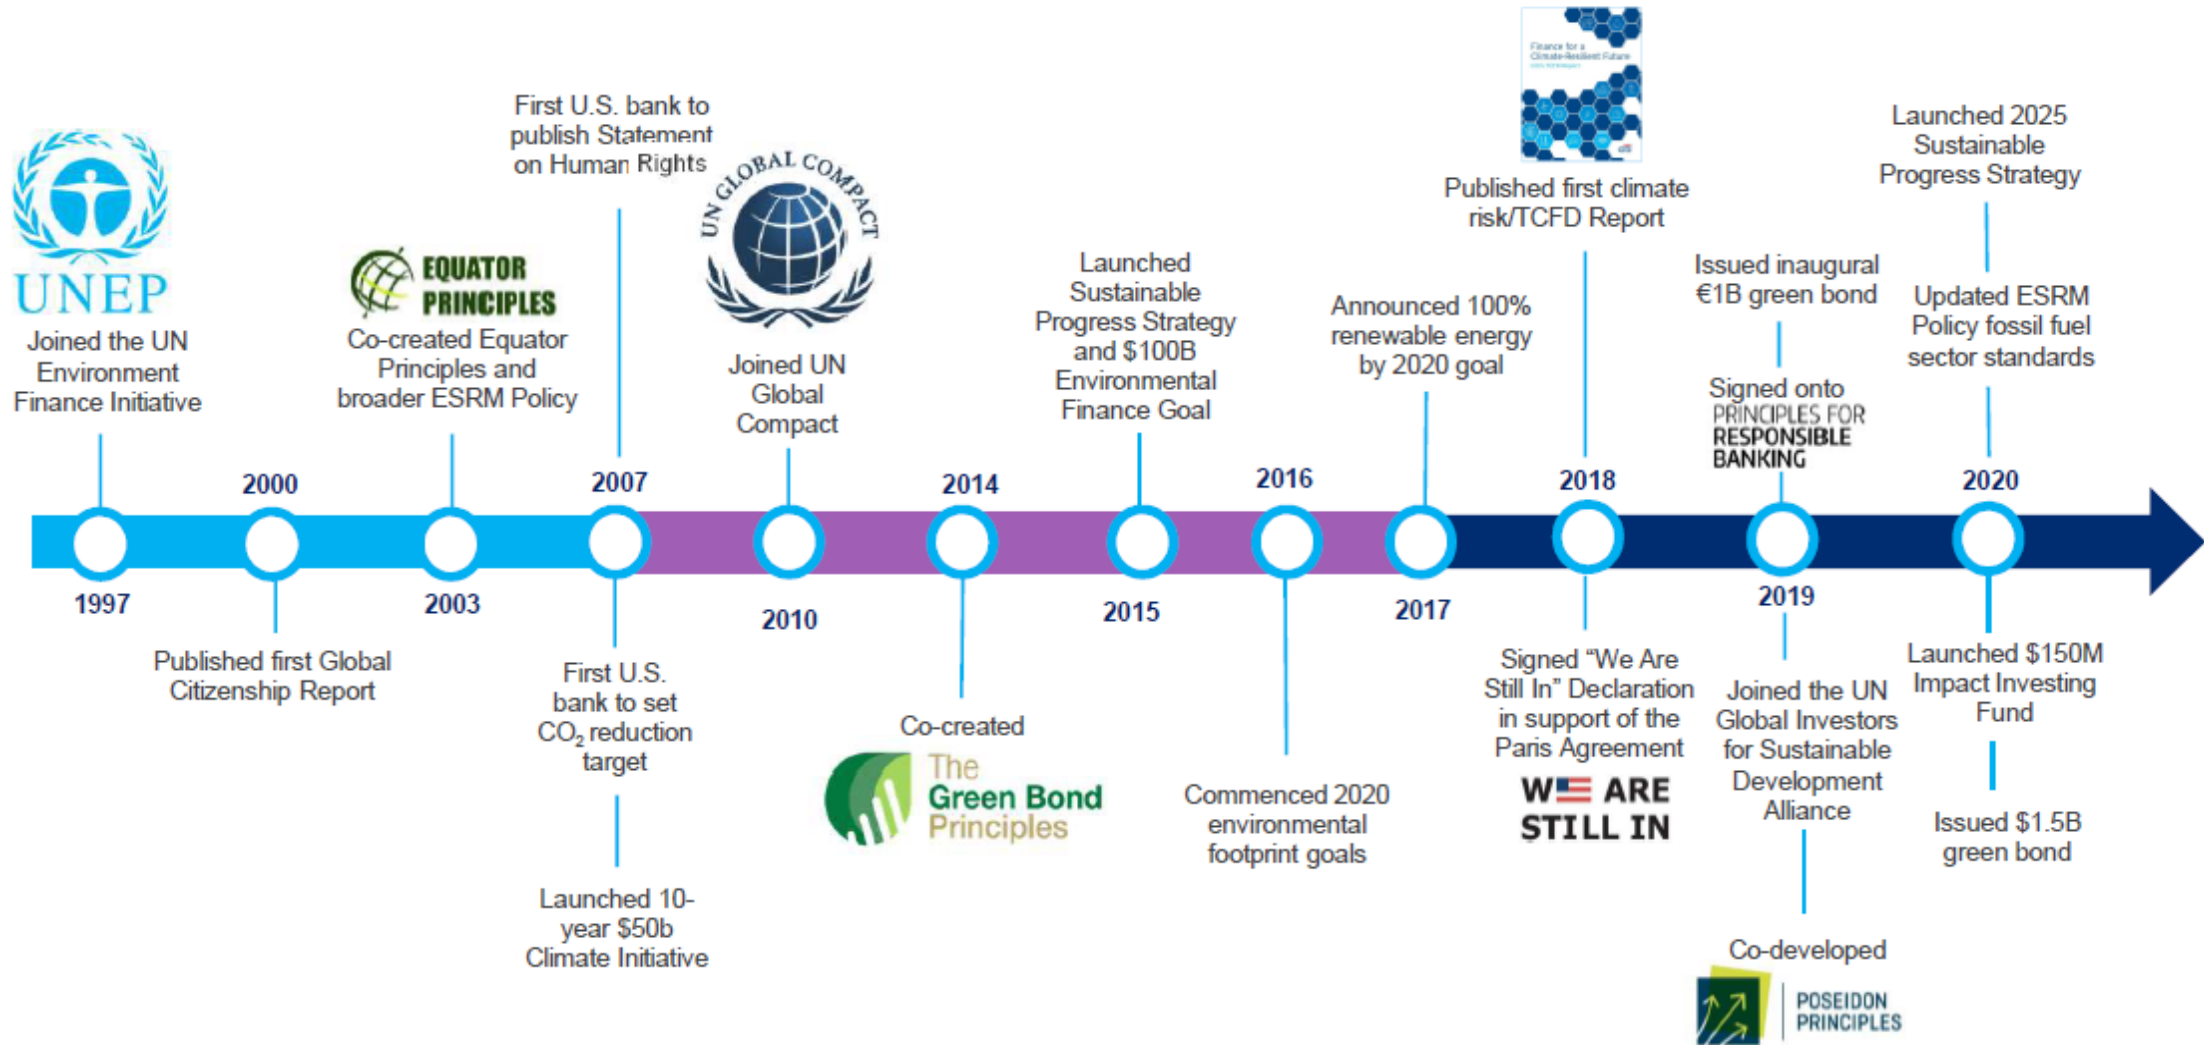 UNEP
Joined the UN
Environment
Finance Initiative
1997
2000
Published first Global
Citizenship Report
EQUATOR
PRINCIPLES
Co-created Equator
Principles and
broader ESRM Policy
2003
First U.S. bank to
publish Statement
on Human Rights
2007
First U.S.
bank to set
CO₂ reduction
target
Launched 10-
year $50b
Climate Initiative
UN GLOBAL COMPACT
Joined UN
Global
Compact
2010
2014
Co-created
The
Green Bond
Principles
Launched
Sustainable
Progress Strategy
and $100B
Environmental
Finance Goal
2015
2016
Commenced 2020
environmental
footprint goals
Announced 100%
renewable energy
by 2020 goal
2017
Finance for a
Climate-Resilient Future
citi
Published first climate
risk/TCFD Report
2018
Signed “We Are
Still In” Declaration
in support of the
Paris Agreement
WE ARE
STILL IN
Issued inaugural
€1B green bond
Signed onto
PRINCIPLES FOR
RESPONSIBLE
BANKING
2019
Joined the UN
Global Investors
for Sustainable
Development
Alliance
Co-developed
POSEIDON
PRINCIPLES
Launched 2025
Sustainable
Progress Strategy
Updated ESRM
Policy fossil fuel
sector standards
2020
Launched $150M
Impact Investing
Fund
Issued $1.5B
green bond